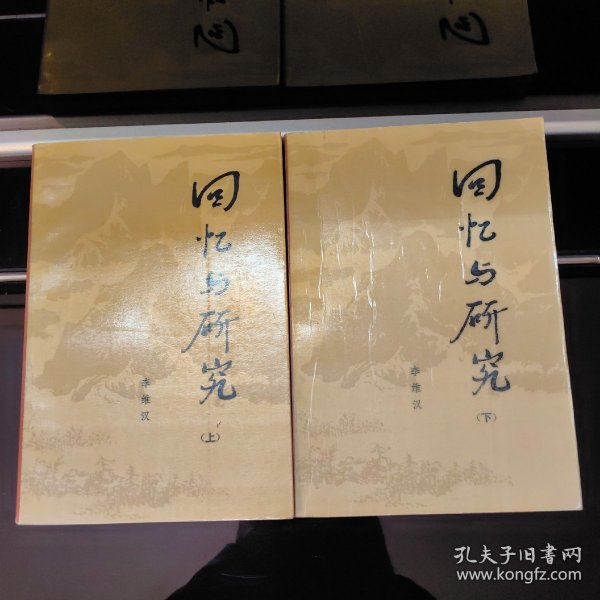 回忆与研究
李维汉
（上）
回忆与研究
李维汉
（下）
孔夫子旧書网
www.kongfz.com